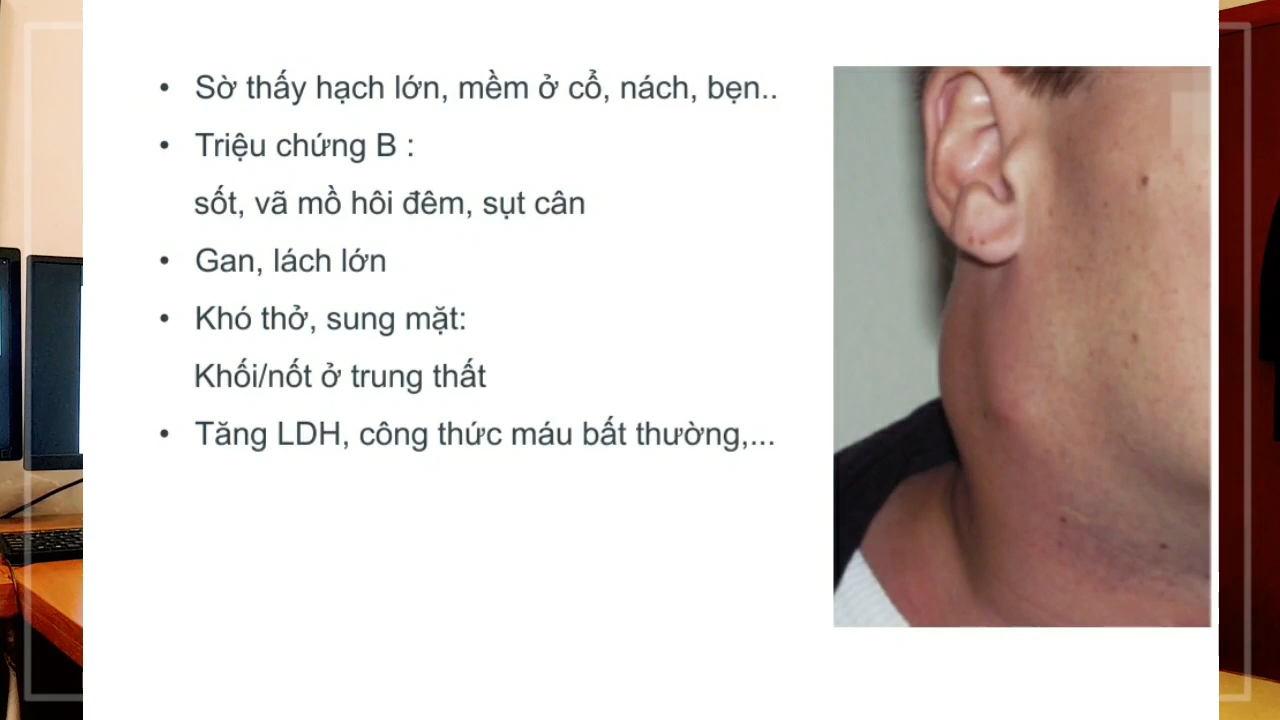 • Sờ thấy hạch lớn, mềm ở cổ, nách, bẹn..
• Triệu chứng B :
sốt, vã mồ hôi đêm, sụt cân
• Gan, lách lớn
• Khó thở, sung mặt:
Khối/nốt ở trung thất
• Tăng LDH, công thức máu bất thường,...